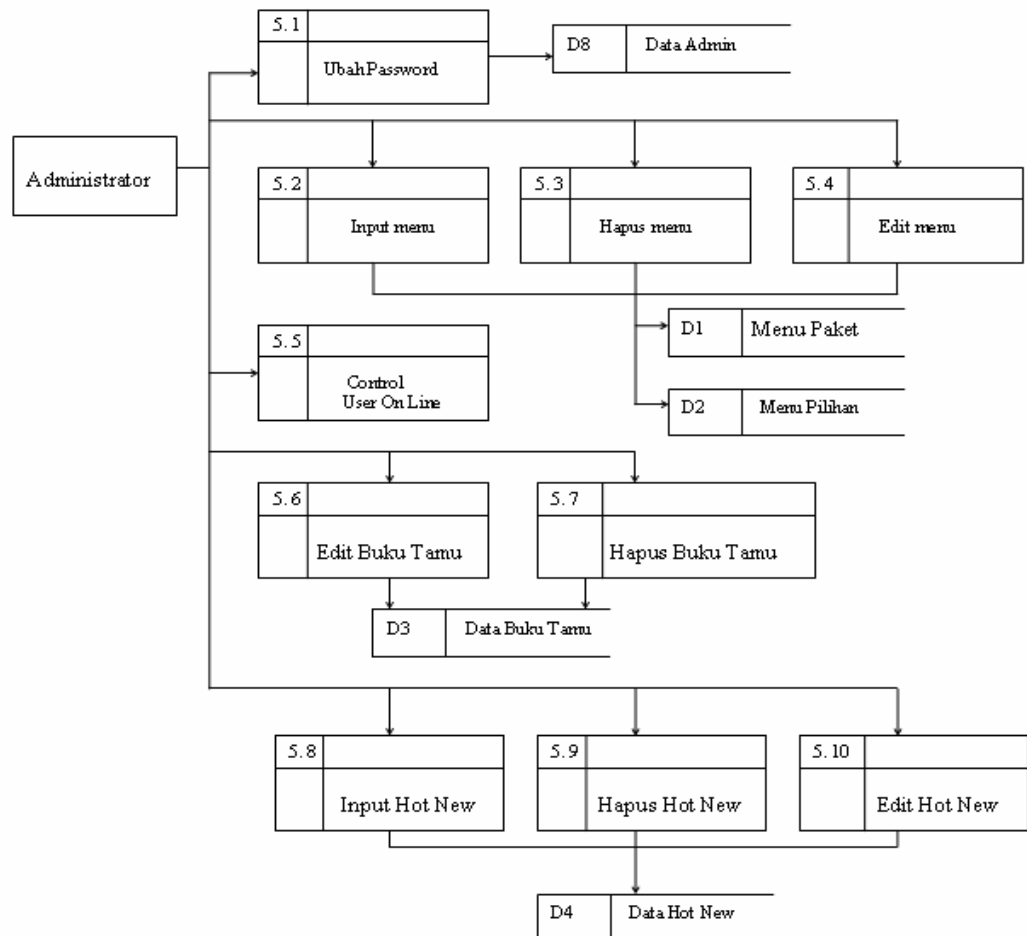 5.1
Ubah Password
D8 Data Admin
Administrator
5.2
Input menu
5.3
Hapus menu
5.4
Edit menu
D1 Menu Paket
5.5
Control
User On Line
D2 Menu Pilihan
5.6
Edit Buku Tamu
5.7
Hapus Buku Tamu
D3 Data Buku Tamu
5.8
Input Hot New
5.9
Hapus Hot New
5.10
Edit Hot New
D4 Data Hot New